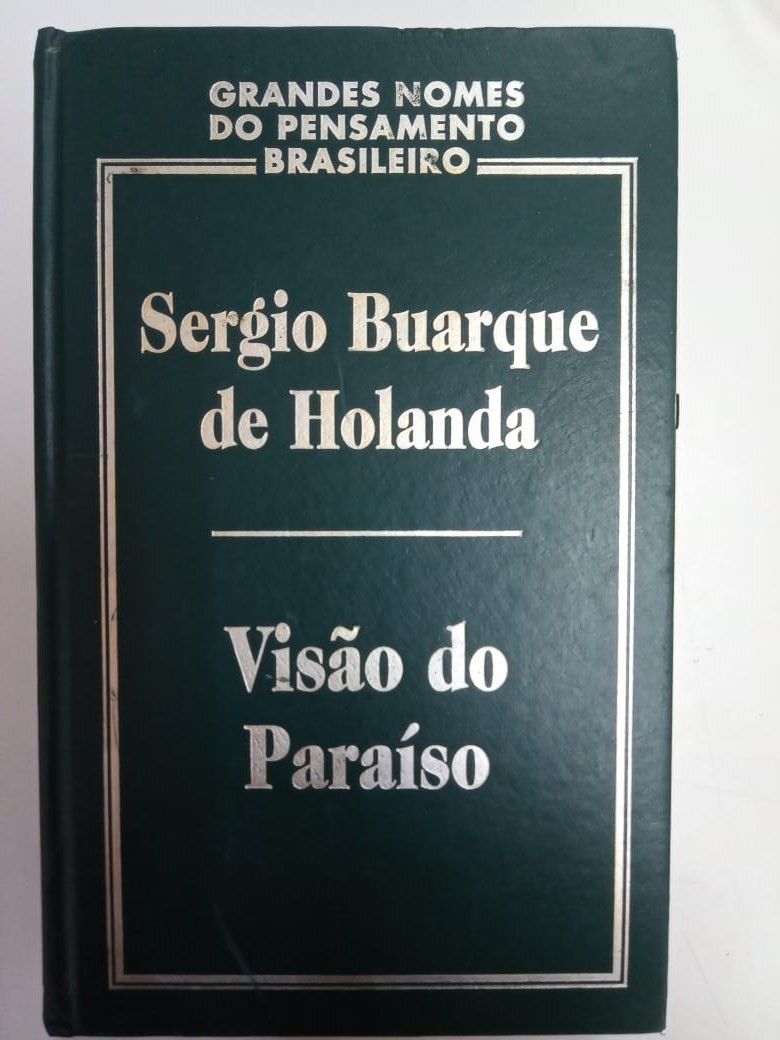 GRANDES NOMES
DO PENSAMENTO
BRASILEIRO
Sergio Buarque
de Holanda
Visão do
Paraíso